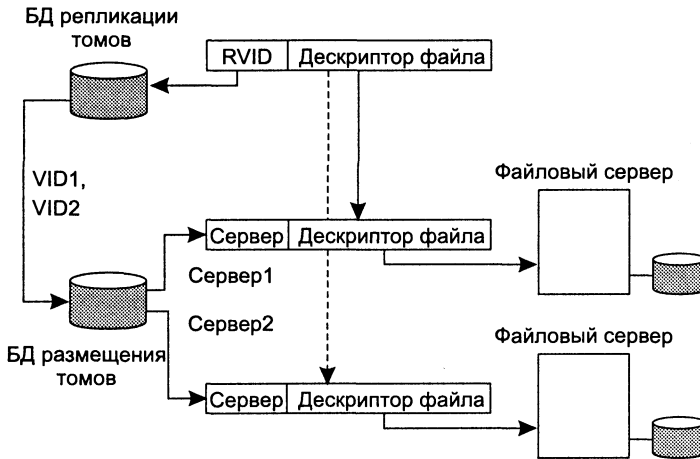 БД репликации
томов
RVID Дескриптор файла
VID1,
VID2
Файловый сервер
Сервер Дескриптор файла
Сервер1
Сервер2
Файловый сервер
БД размещения
томов
Сервер Дескриптор файла